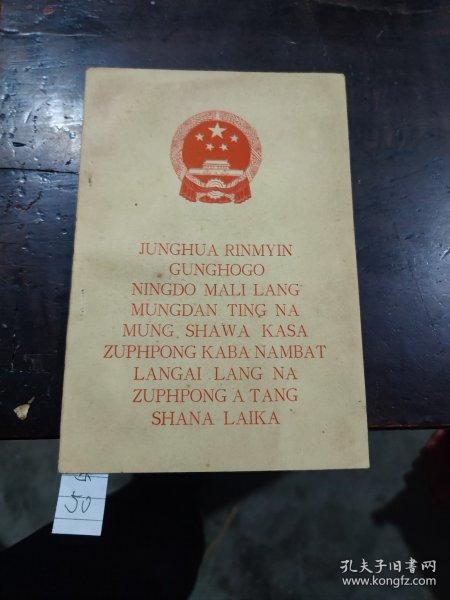 JUNGHUA RINMYIN
GUNGHOGO
NINGDO MALI LANG
MUNGDAN TING NA
MUNG SHAWA KASA
ZUPHPONG KABA NAMBAT
LANGAI LANG NA
ZUPHPONG A TANG
SHANA LAIKA
50
孔夫子旧书网
www.kongfz.com